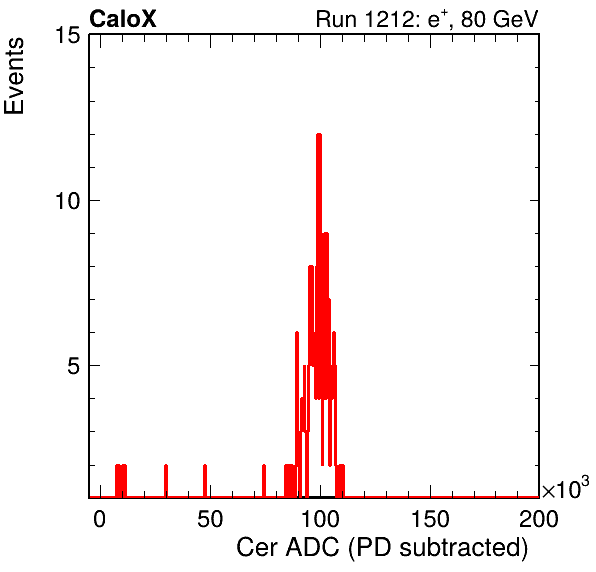 CaloX Run 1212: e⁺, 80 GeV
Events
15
10
5
0 50 100 150 200
×10³
Cer ADC (PD subtracted)